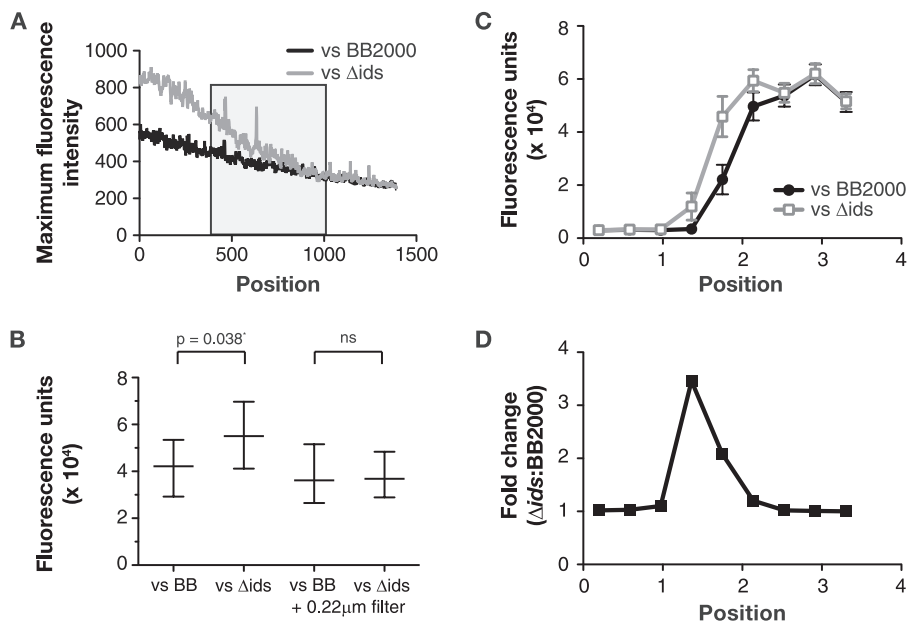 A
Maximum fluorescence
intensity
1000
800
600
400
200
0
vs BB2000
vs Δids
0 500 1000 1500
Position
B
p = 0.038*
ns
Fluorescence units
(x 10⁴)
8
6
4
2
0
vs BB vs Δids vs BB vs Δids
+ 0.22μm filter
C
Fluorescence units
(x 10⁴)
8
6
4
2
0
vs BB2000
vs Δids
0 1 2 3 4
Position
D
Fold change
(Δids:BB2000)
4
3
2
1
0
0 1 2 3 4
Position